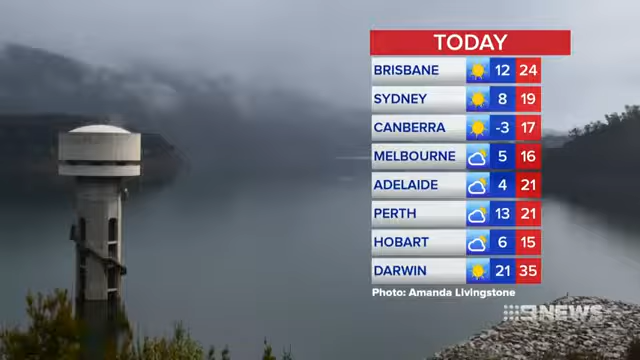 TODAY
BRISBANE 12 24
SYDNEY 8 19
CANBERRA -3 17
MELBOURNE 5 16
ADELAIDE 4 21
PERTH 13 21
HOBART 6 15
DARWIN 21 35
Photo: Amanda Livingstone
9NEWS